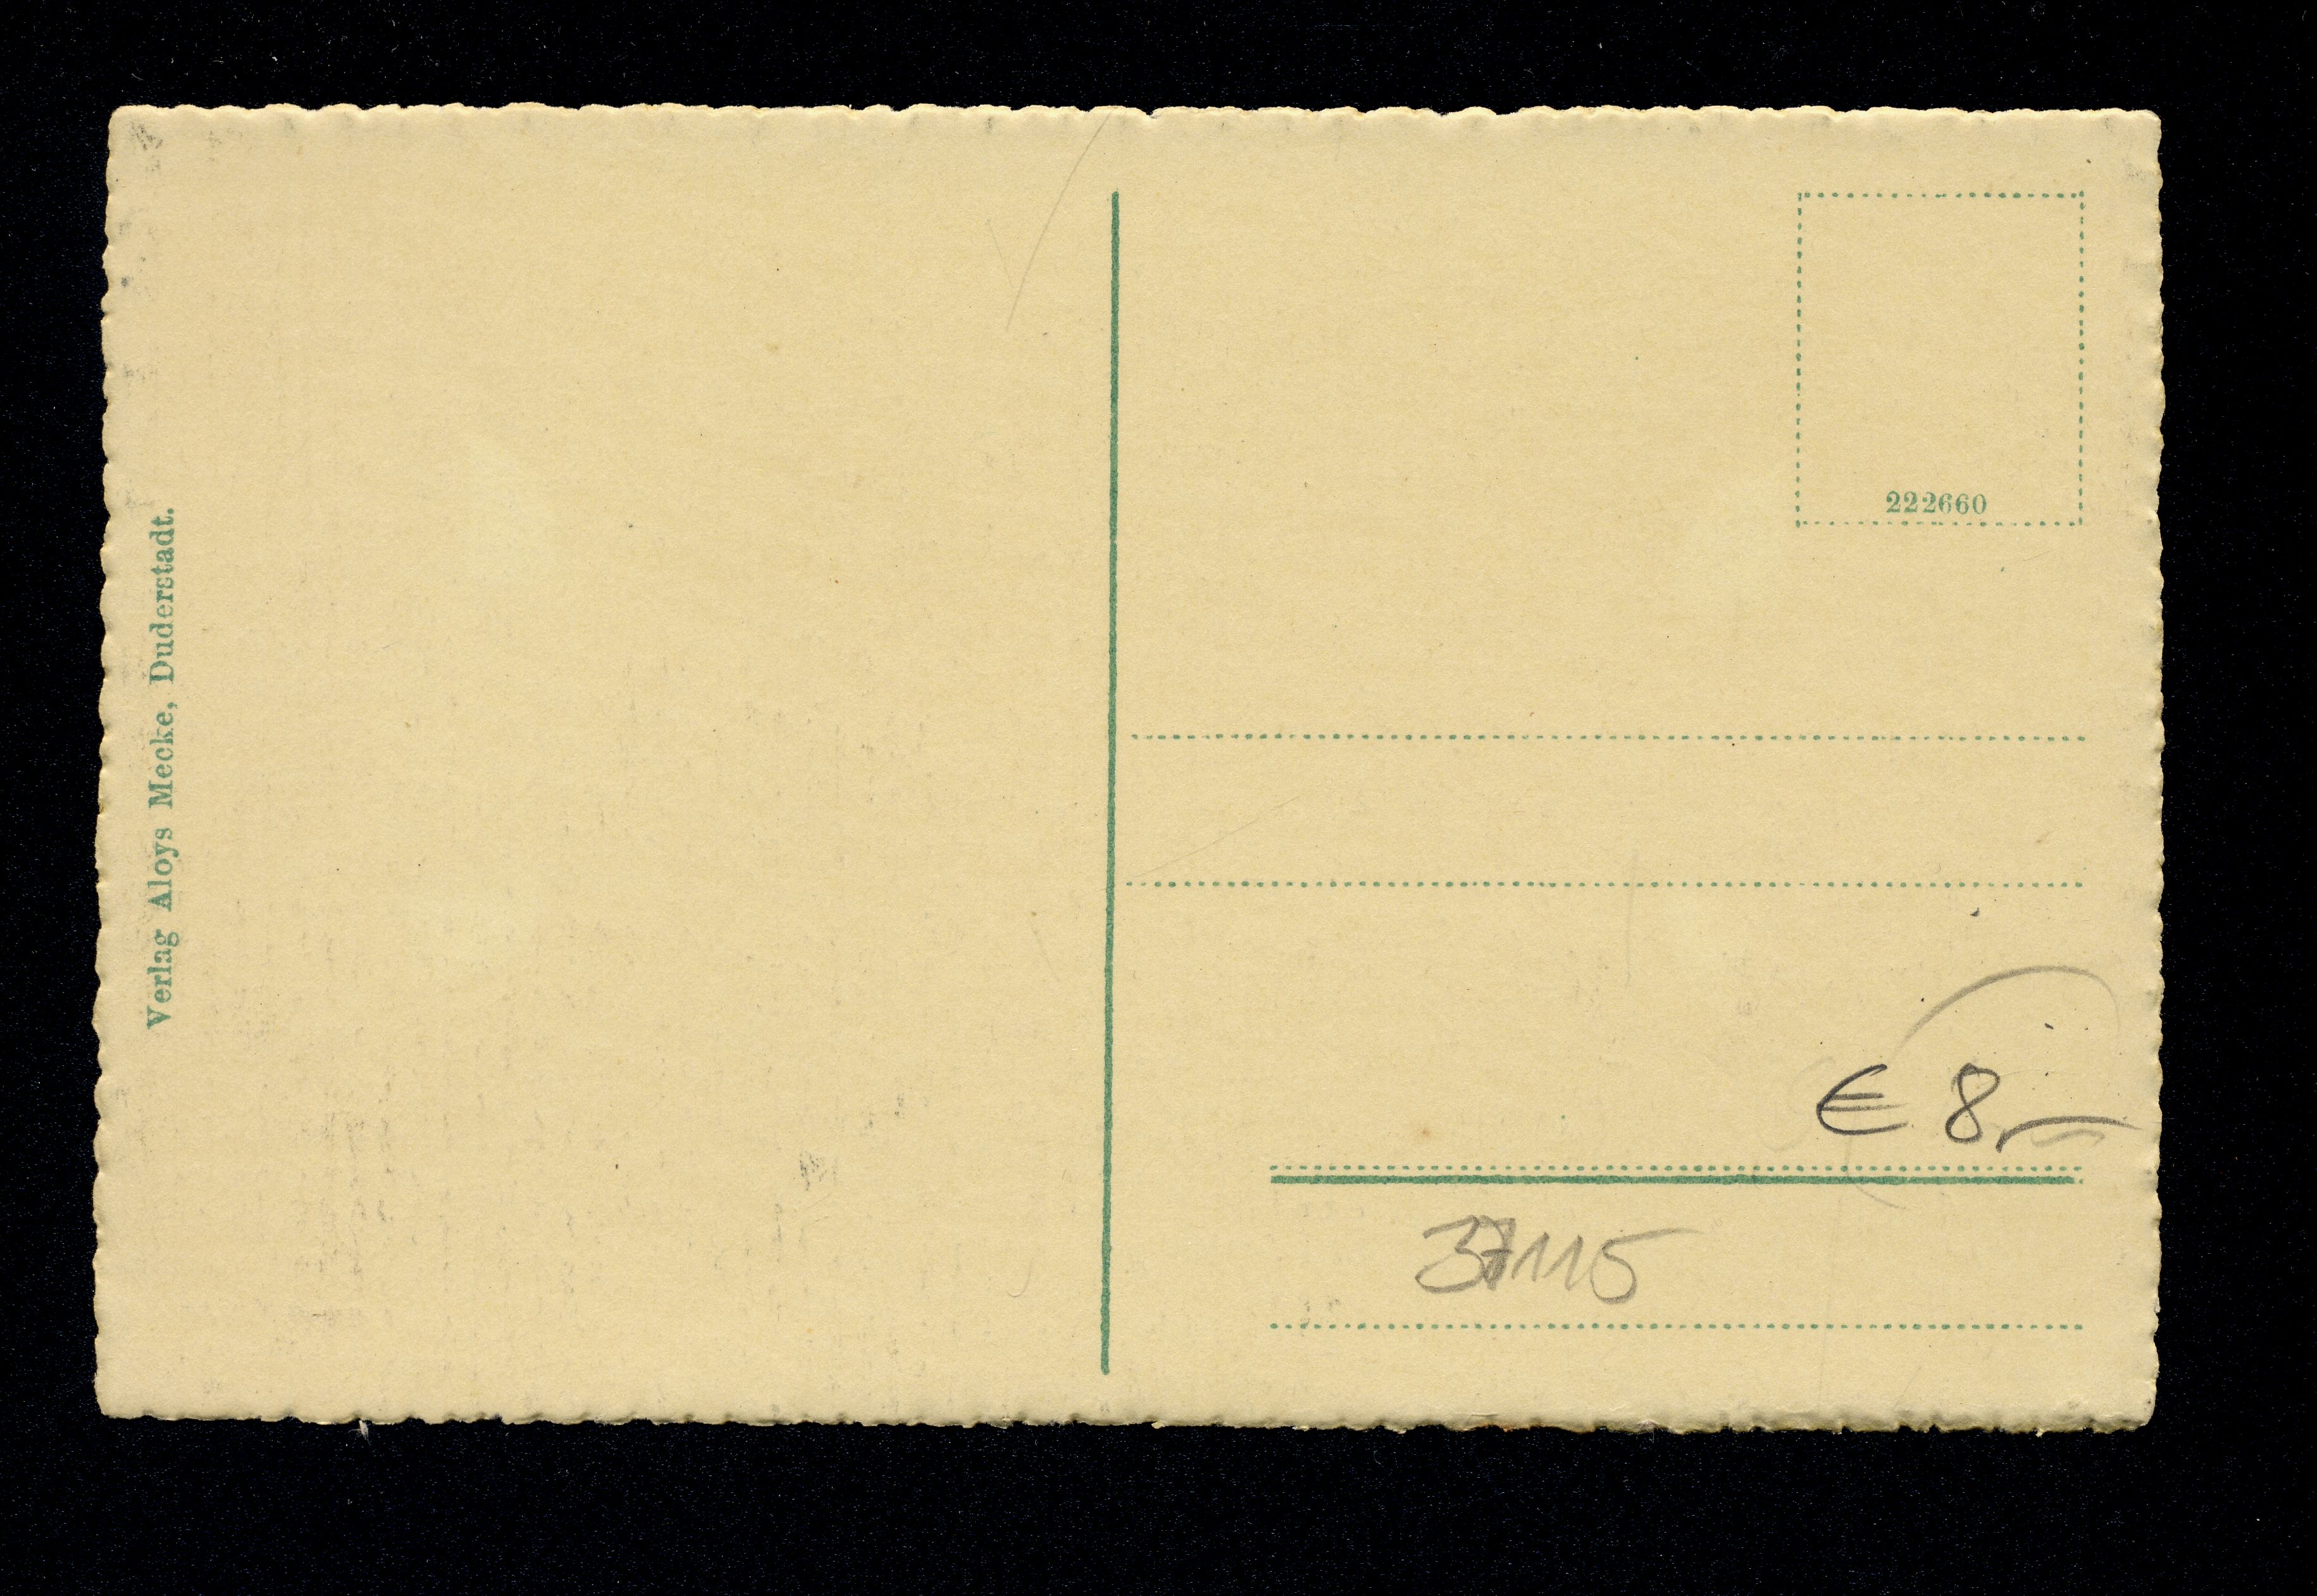 Verlag Aloys Mecke, Duderstadt.
222660
€ 8,—
37115